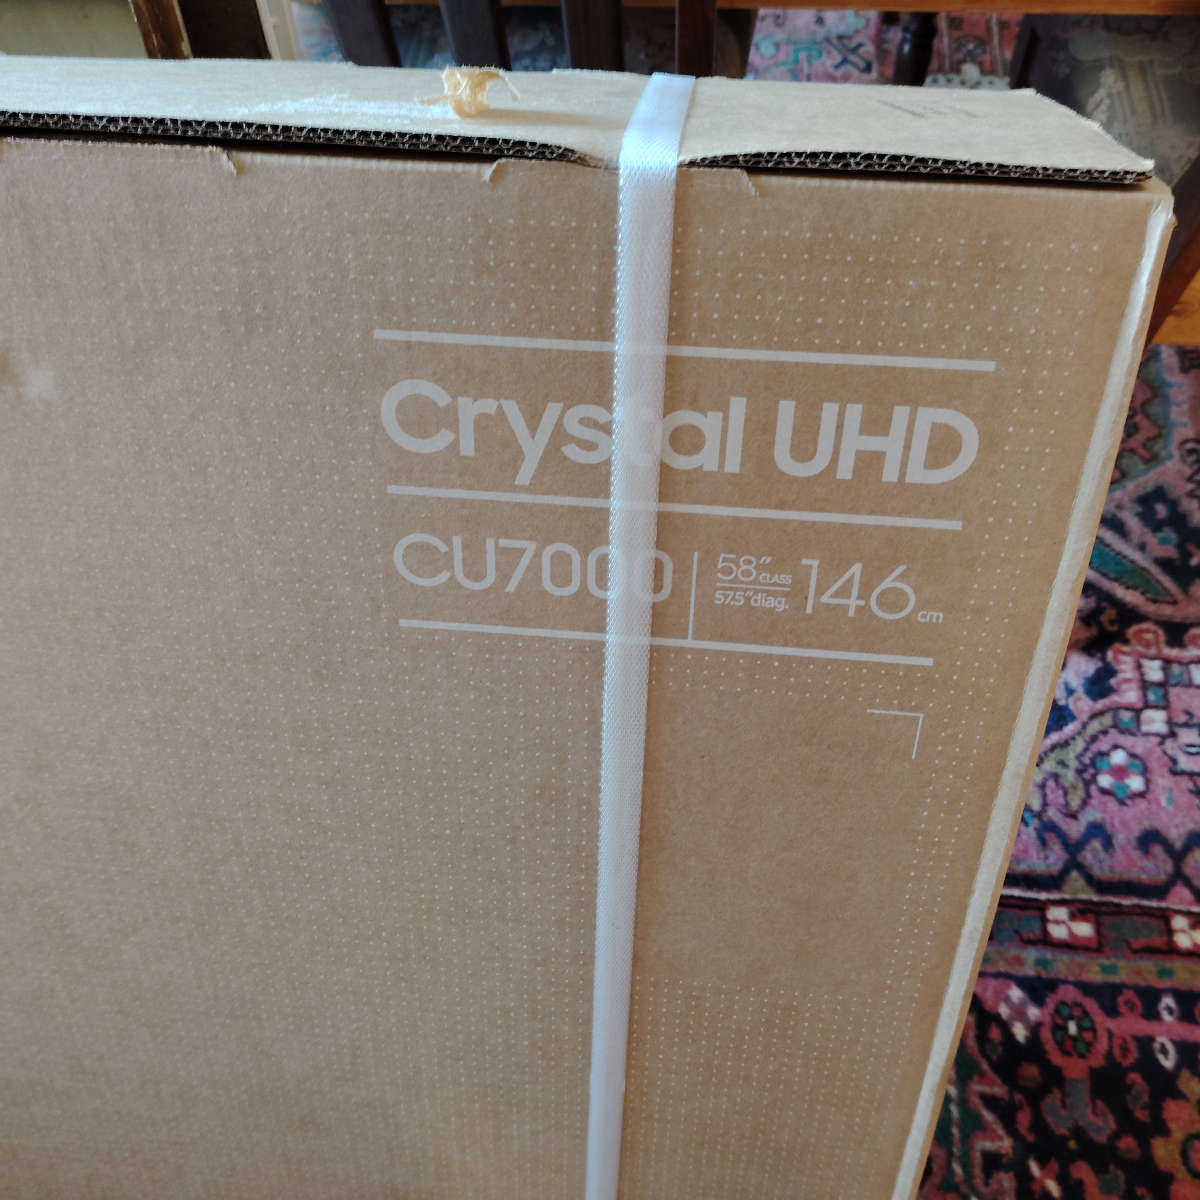 Crystal UHD
CU7000
58" CLASS
57.5" diag.
146 cm